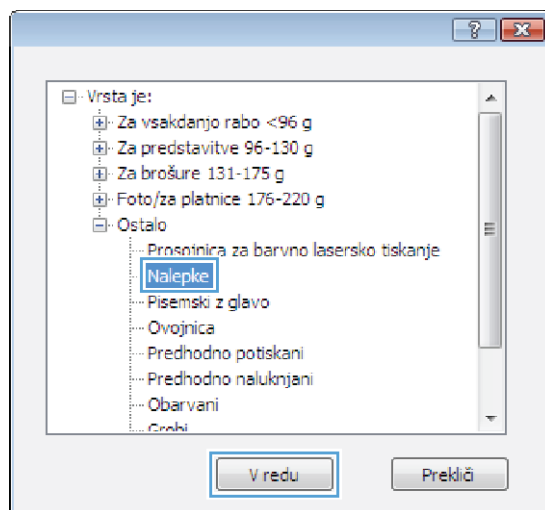 Vrsta je:
Za vsakdanjo rabo <96 g
Za predstavitve 96-130 g
Za brošure 131-175 g
Foto/za platnice 176-220 g
Ostalo
Prosojnica za barvno lasersko tiskanje
Nalepke
Pisemski z glavo
Ovojnica
Predhodno potiskani
Predhodno naluknjani
Obarvani
Grobi
V redu Prekliči